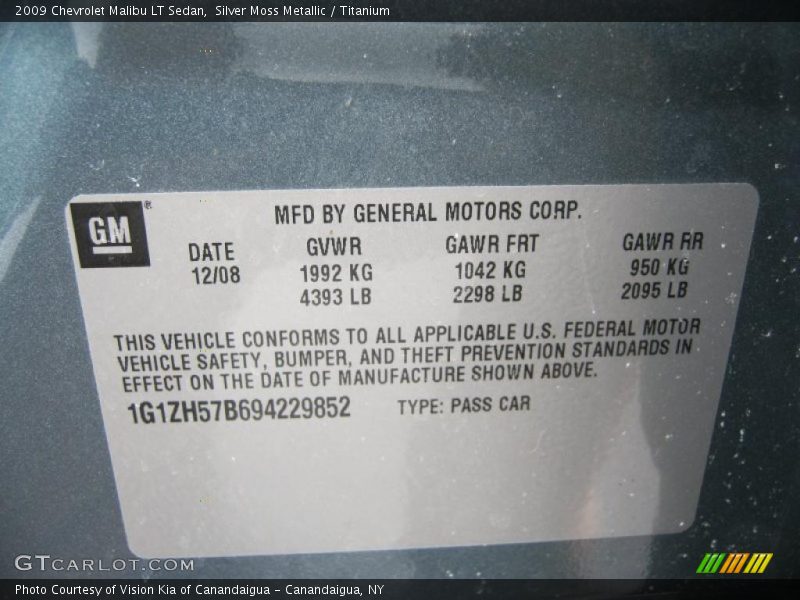 2009 Chevrolet Malibu LT Sedan,  Silver Moss Metallic / Titanium
GM®
MFD BY GENERAL MOTORS CORP.
DATE GVWR GAWR FRT GAWR RR
12/08 1992 KG 1042 KG 950 KG
4393 LB 2298 LB 2095 LB
THIS VEHICLE CONFORMS TO ALL APPLICABLE U.S. FEDERAL MOTOR
VEHICLE SAFETY, BUMPER, AND THEFT PREVENTION STANDARDS IN
EFFECT ON THE DATE OF MANUFACTURE SHOWN ABOVE.
1G1ZH57B694229852 TYPE: PASS CAR
GTCARLOT.COM
Photo Courtesy of Vision Kia of Canandaigua - Canandaigua, NY